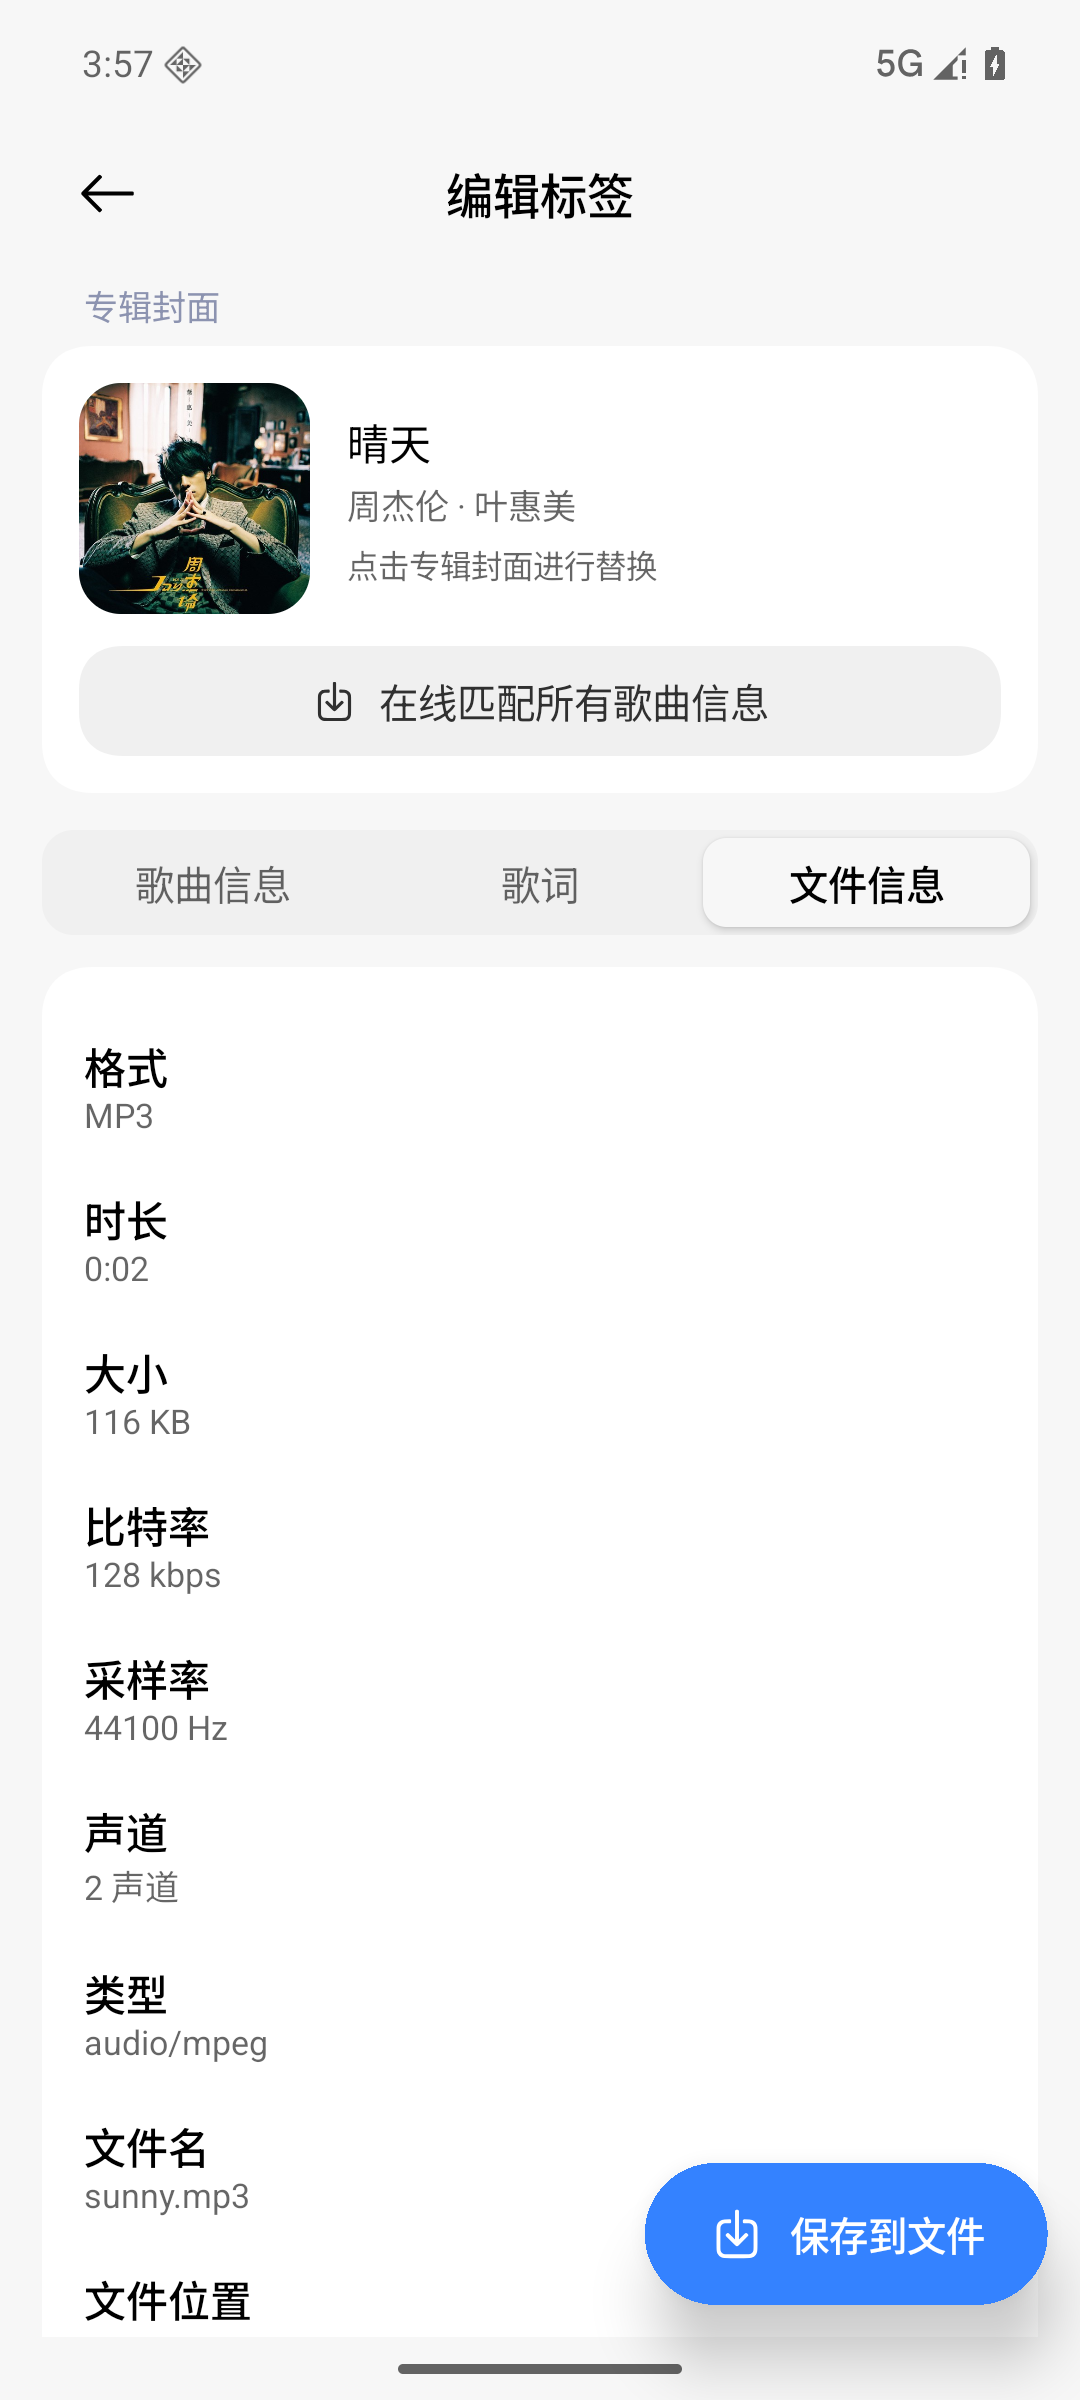 3:57
5G
编辑标签
专辑封面
晴天
周杰伦 · 叶惠美
点击专辑封面进行替换
在线匹配所有歌曲信息
歌曲信息
歌词
文件信息
格式
MP3
时长
0:02
大小
116 KB
比特率
128 kbps
采样率
44100 Hz
声道
2 声道
类型
audio/mpeg
文件名
sunny.mp3
保存到文件
文件位置